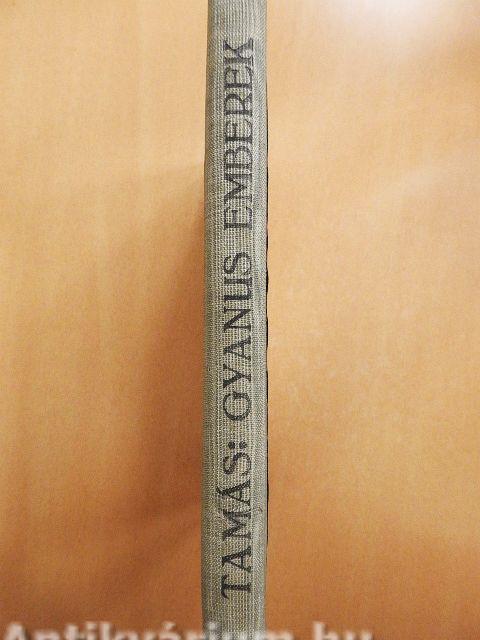 TAMÁS: GYANUS EMBEREK
Antikvárium.hu